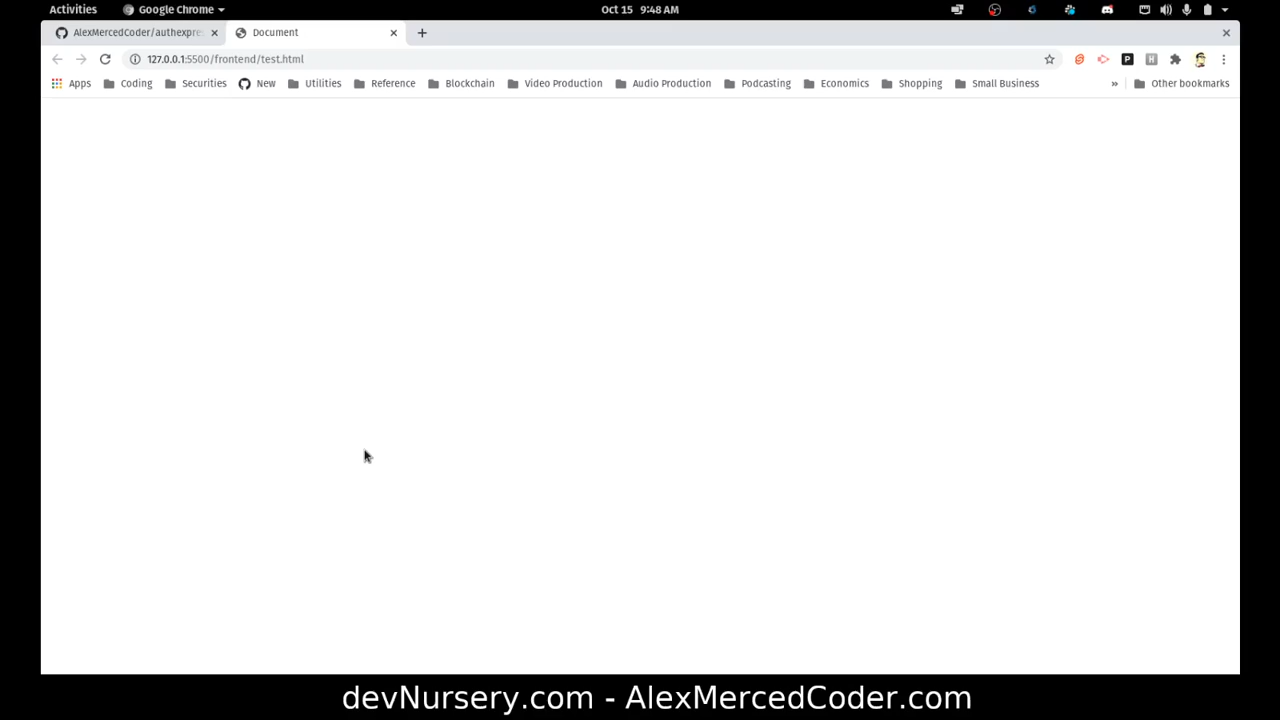 Activities Google Chrome Oct 15 9:48 AM
AlexMercedCoder/authexpre Document
127.0.0.1:5500/frontend/test.html
Apps Coding Securities New Utilities Reference Blockchain Video Production Audio Production Podcasting Economics Shopping Small Business » Other bookmarks
devNursery.com - AlexMercedCoder.com